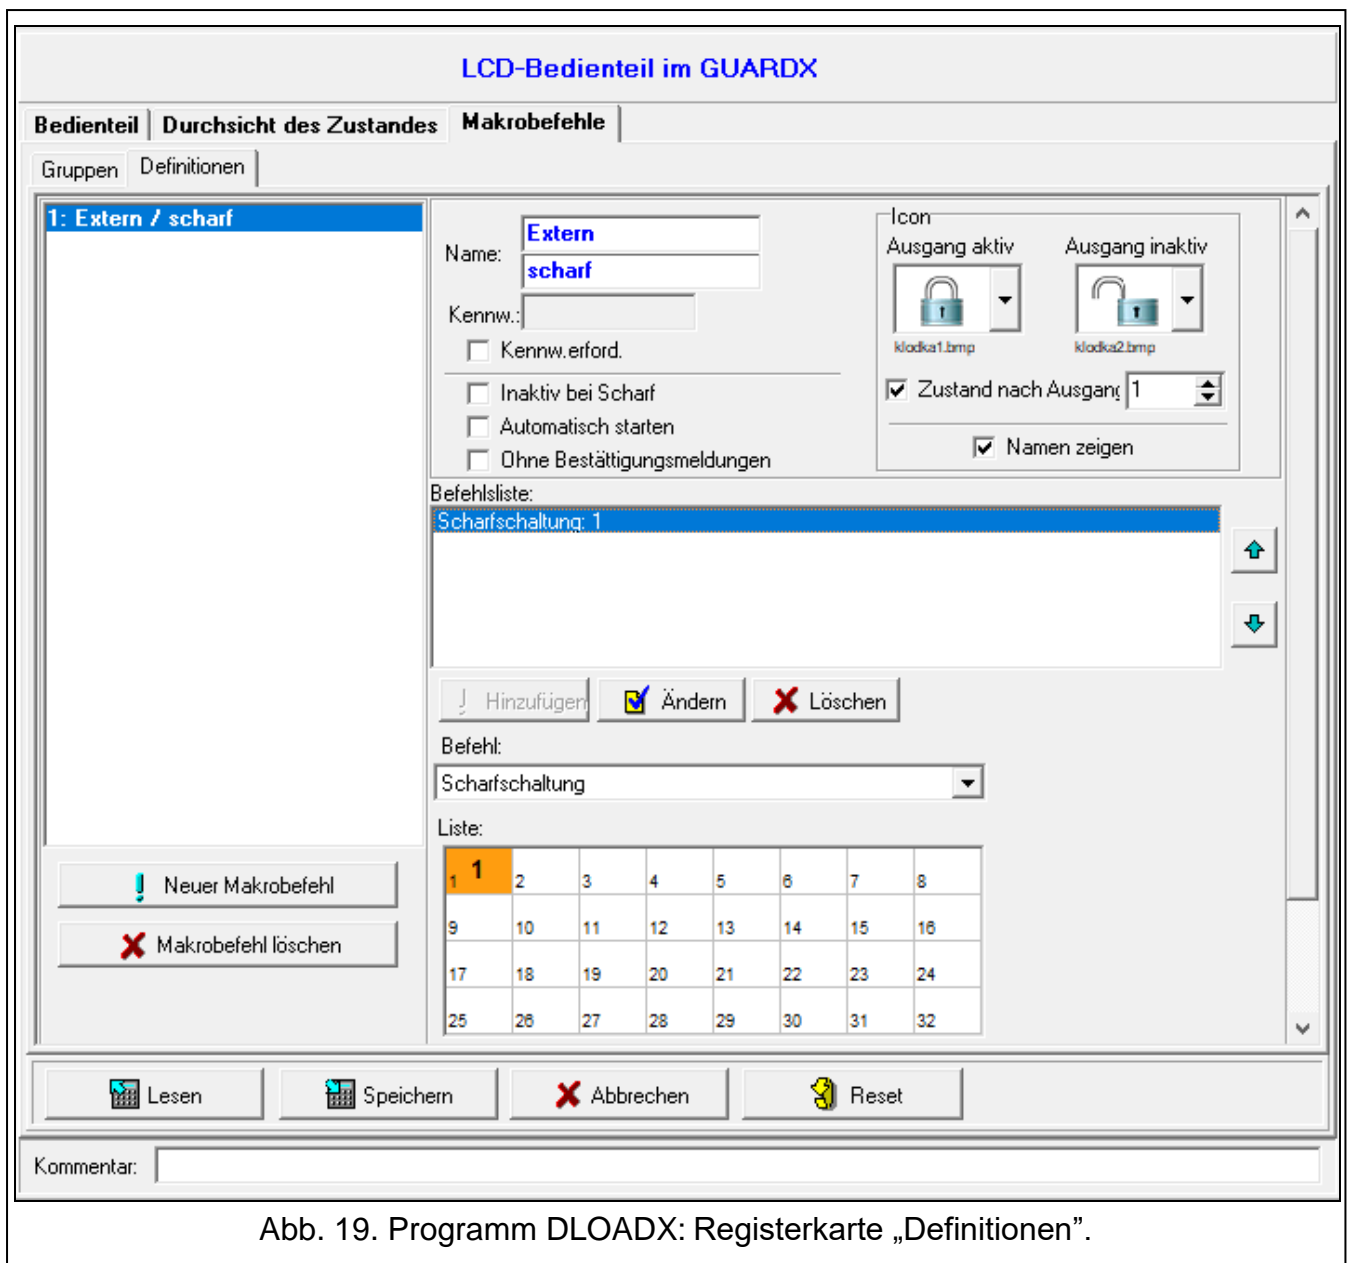 LCD-Bedienteil im GUARDX
Bedienteil Durchsicht des Zustandes Makrobefehle
Gruppen Definitionen
1: Extern / scharf
Name: Extern
scharf
Kennw.:
Kennw.erford.
Inaktiv bei Scharf
Automatisch starten
Ohne Bestättigungsmeldungen
Icon
Ausgang aktiv Ausgang inaktiv
klodka1.bmp klodka2.bmp
Zustand nach Ausgang 1
Namen zeigen
Befehlsliste:
Scharfschaltung: 1
Hinzufügen Ändern Löschen
Befehl:
Scharfschaltung
Liste:
1 1 2 3 4 5 6 7 8
9 10 11 12 13 14 15 16
17 18 19 20 21 22 23 24
25 26 27 28 29 30 31 32
Neuer Makrobefehl
Makrobefehl löschen
Lesen Speichern Abbrechen Reset
Kommentar:
Abb. 19. Programm DLOADX: Registerkarte „Definitionen”.